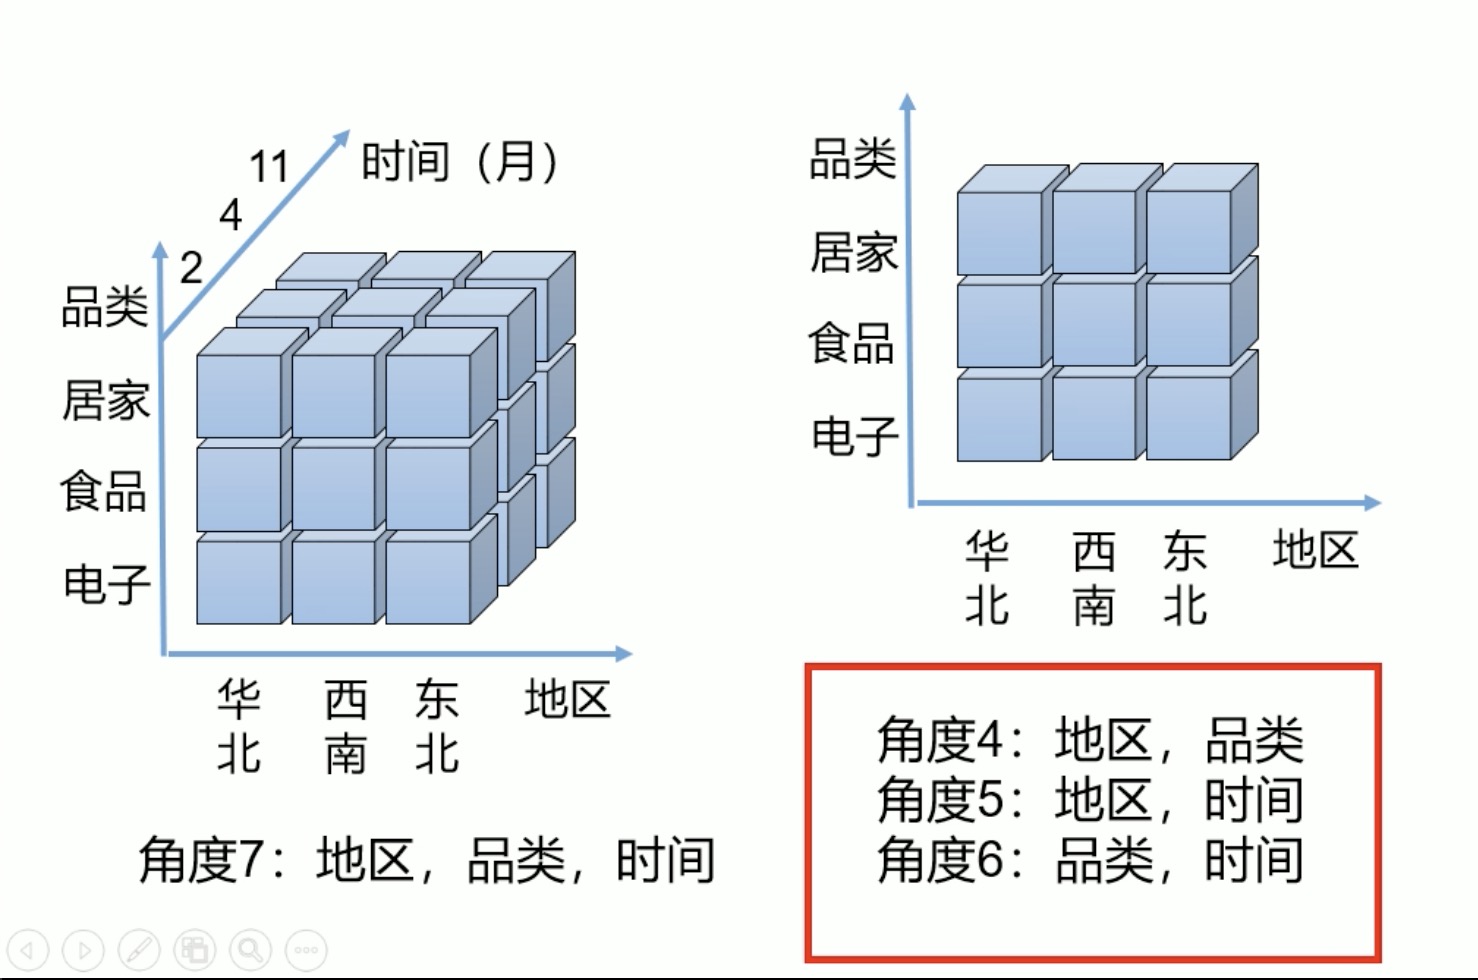 11
时间（月）
4
2
品类
居家
食品
电子
华北
西南
东北
地区
角度7：地区，品类，时间
品类
居家
食品
电子
华北
西南
东北
地区
角度4：地区，品类
角度5：地区，时间
角度6：品类，时间